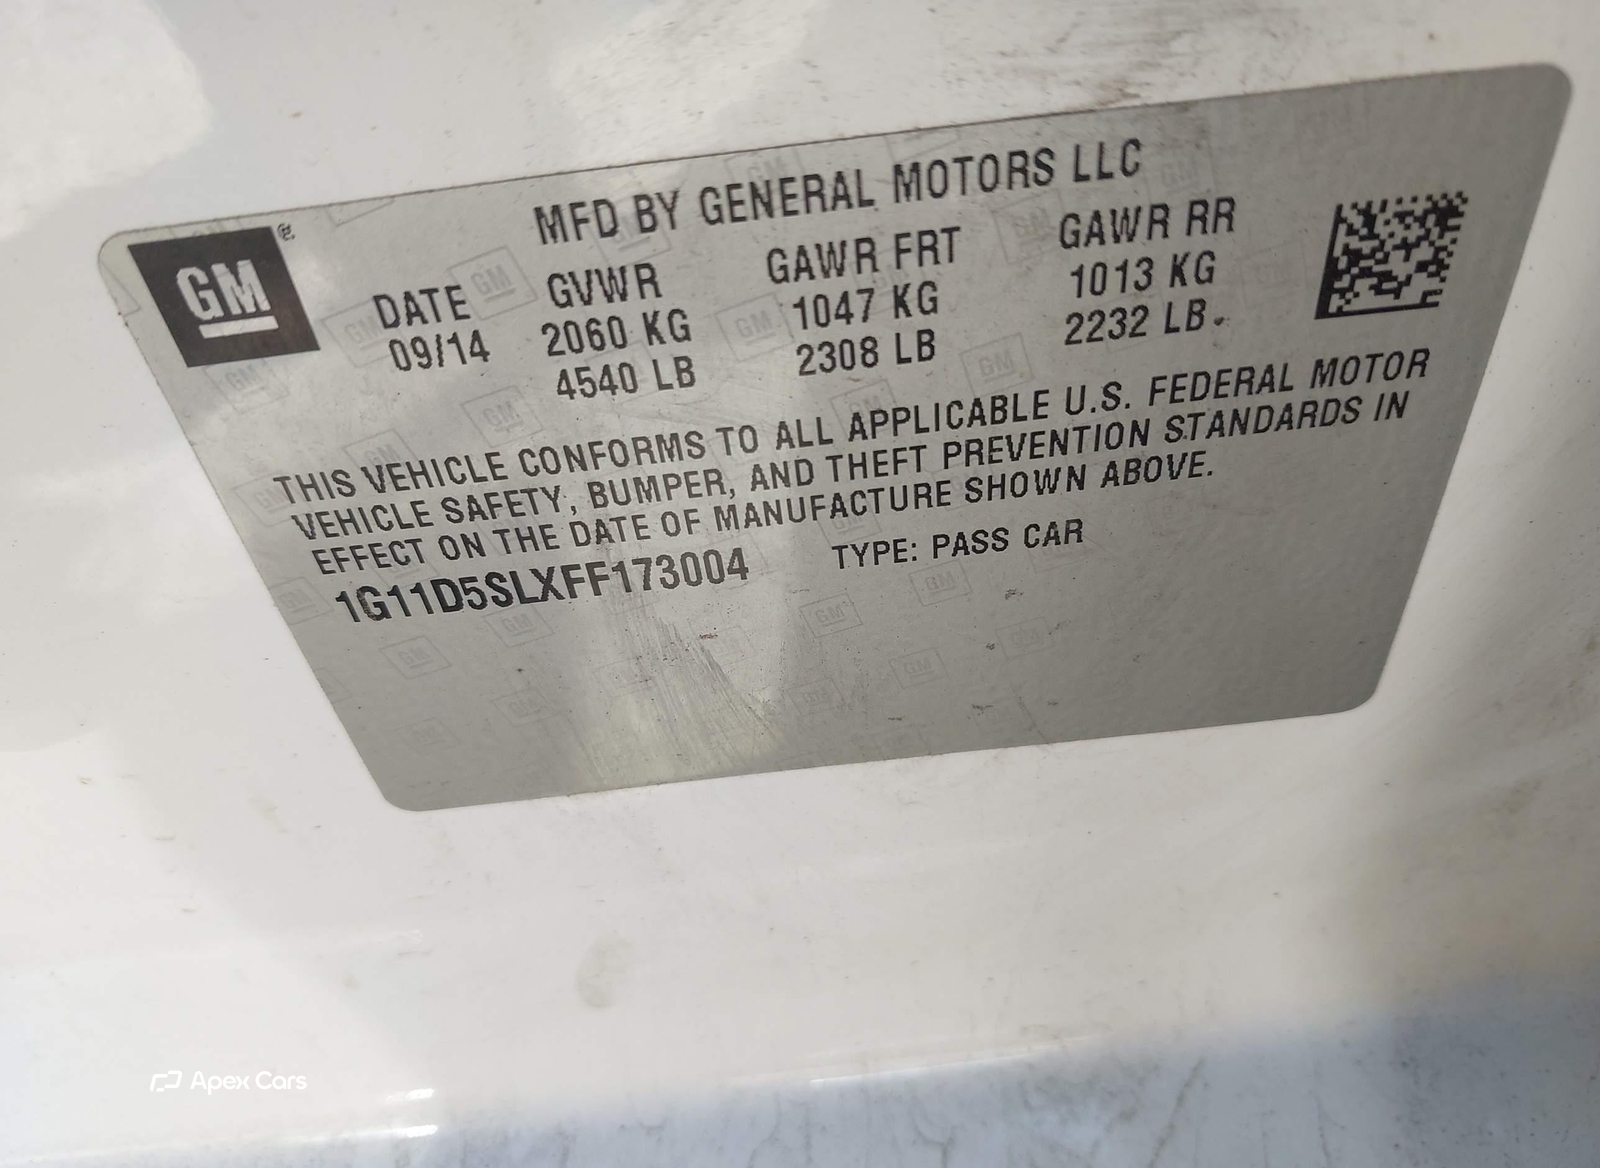 MFD BY GENERAL MOTORS LLC
GM ®
DATE GVWR GAWR FRT GAWR RR
09/14 2060 KG 1047 KG 1013 KG
4540 LB 2308 LB 2232 LB
THIS VEHICLE CONFORMS TO ALL APPLICABLE U.S. FEDERAL MOTOR
VEHICLE SAFETY, BUMPER, AND THEFT PREVENTION STANDARDS IN
EFFECT ON THE DATE OF MANUFACTURE SHOWN ABOVE.
1G11D5SLXFF173004 TYPE: PASS CAR
Apex Cars